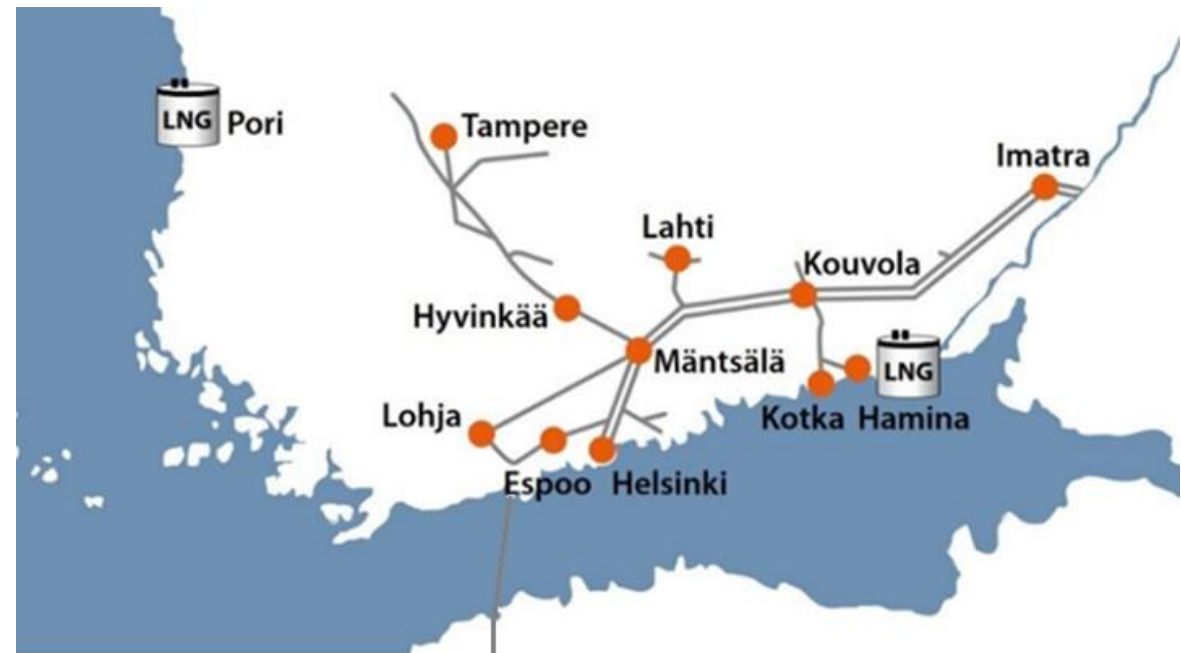 LNG Pori
Tampere
Imatra
Lahti
Kouvola
Hyvinkää
Mäntsälä
LNG
Lohja
Kotka Hamina
Espoo Helsinki